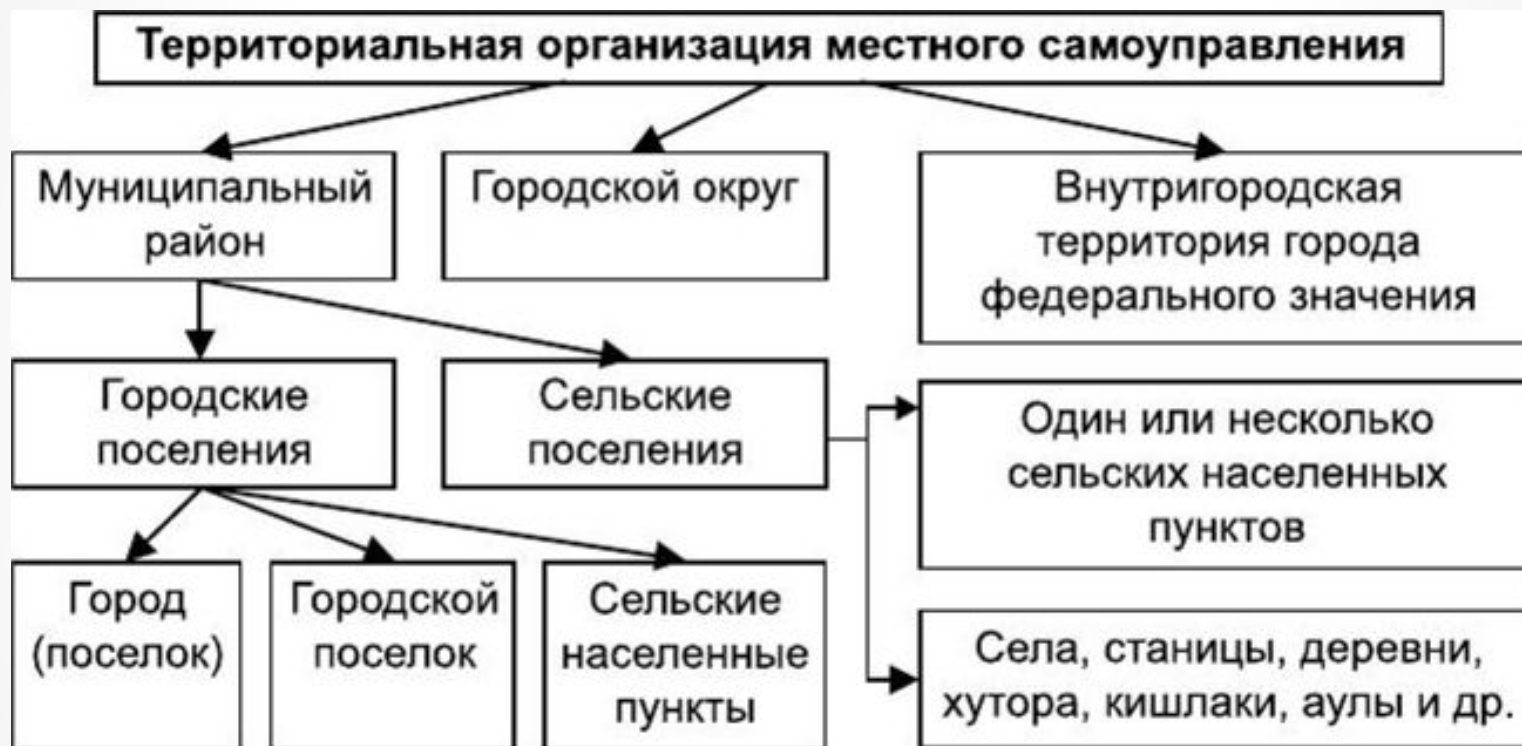 Территориальная организация местного самоуправления
Муниципальный
район
Городской округ
Внутригородская
территория города
федерального значения
Городские
поселения
Сельские
поселения
Один или несколько
сельских населенных
пунктов
Город
(поселок)
Городской
поселок
Сельские
населенные
пункты
Села, станицы, деревни,
хутора, кишлаки, аулы и др.